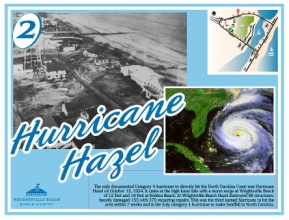 2
Hurricane
Hazel
WRIGHTSVILLE BEACH
MUSEUM of HISTORY
The only documented Category 4 hurricane to directly hit the North Carolina Coast was Hurricane
Hazel on October 15, 1954. It came at the high lunar tide with a storm surge at Wrightsville Beach
of 12 feet and 18 feet at Holden Beach. At Wrightsville Beach Hazel destroyed 89 structures,
heavily damaged 155 with 375 requiring repairs. This was the third named hurricane to hit the
area within 7 weeks and is the only category 4 hurricane to make landfall in North Carolina.